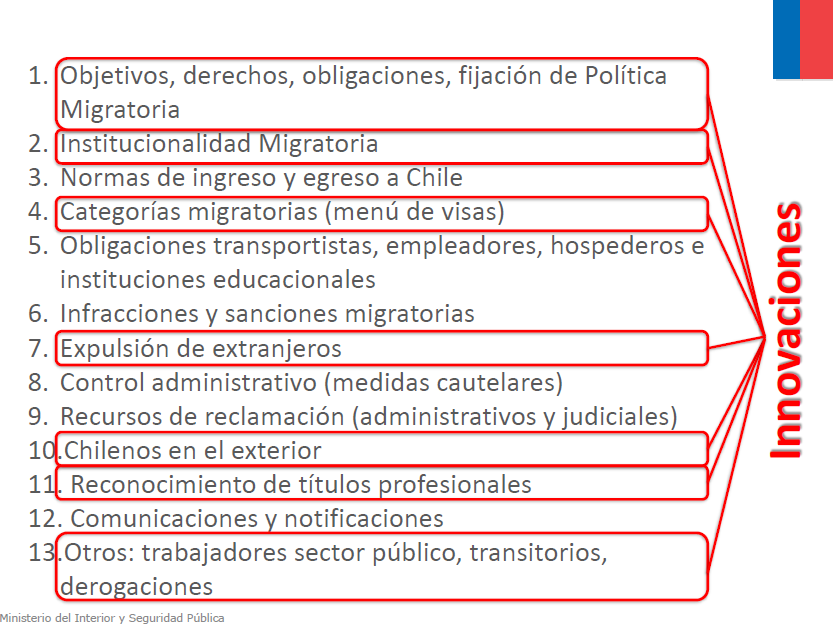 1. Objetivos, derechos, obligaciones, fijación de Política
Migratoria
2. Institucionalidad Migratoria
3. Normas de ingreso y egreso a Chile
4. Categorías migratorias (menú de visas)
5. Obligaciones transportistas, empleadores, hospederos e
instituciones educacionales
6. Infracciones y sanciones migratorias
7. Expulsión de extranjeros
8. Control administrativo (medidas cautelares)
9. Recursos de reclamación (administrativos y judiciales)
10.Chilenos en el exterior
11. Reconocimiento de títulos profesionales
12. Comunicaciones y notificaciones
13.Otros: trabajadores sector público, transitorios,
derogaciones
Innovaciones
Ministerio del Interior y Seguridad Pública